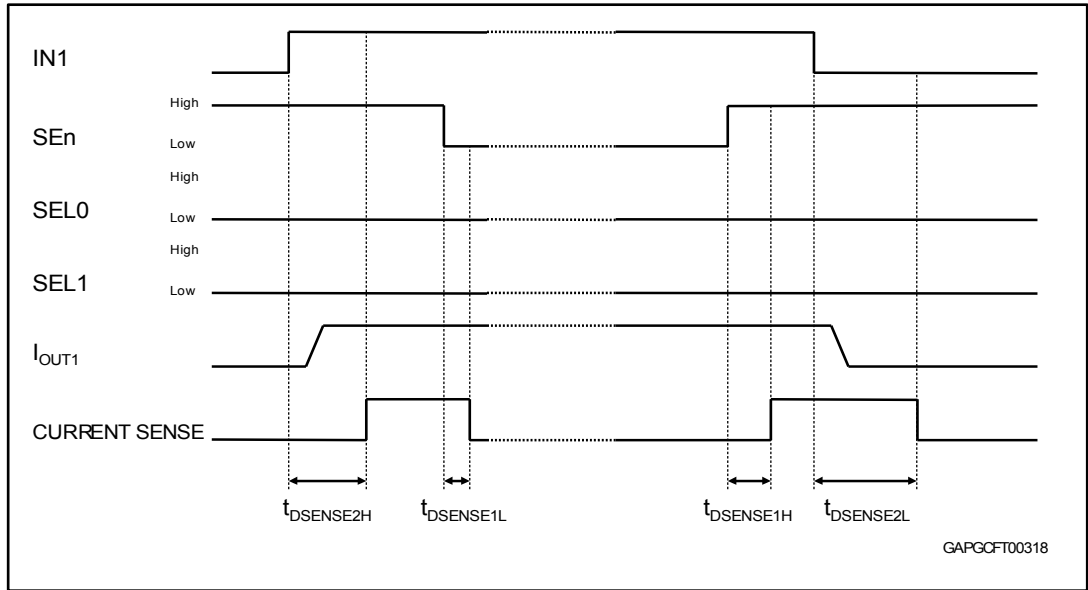 IN1
High
SEn
Low
High
SEL0
Low
High
SEL1
Low
IOUT1
CURRENT SENSE
tDSENSE2H tDSENSE1L tDSENSE1H tDSENSE2L
GAPGCFT00318